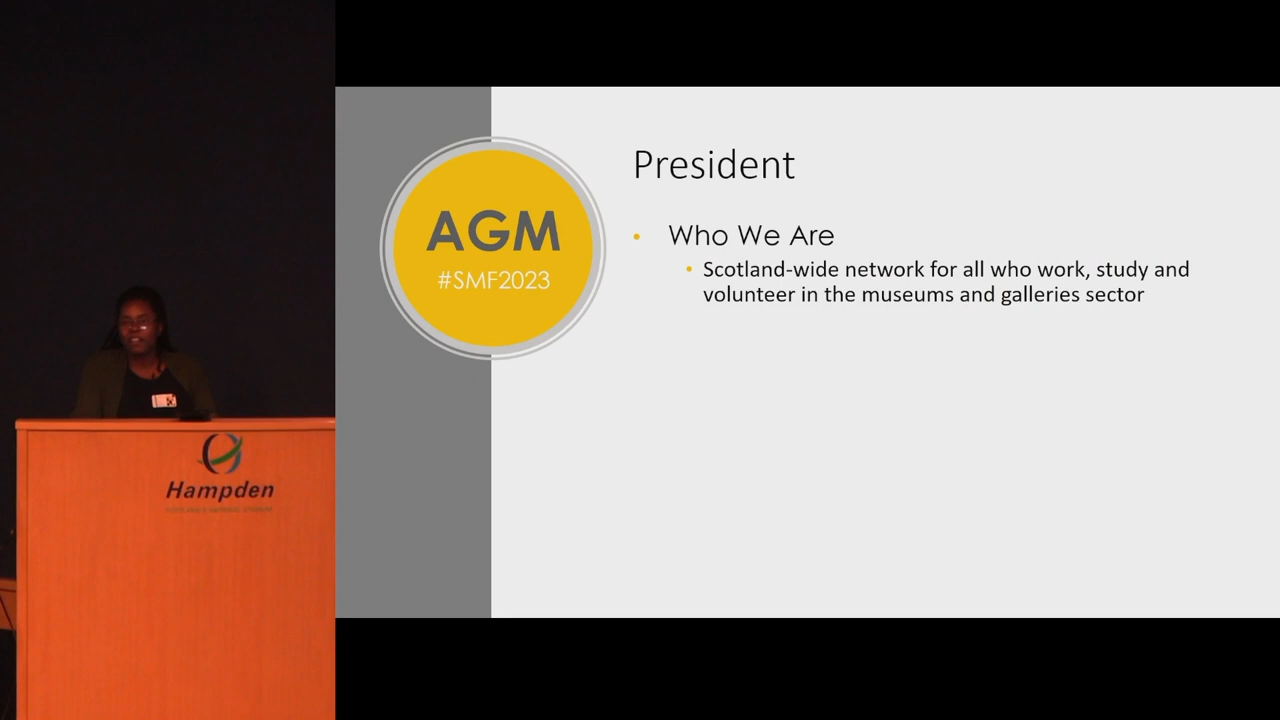 AGM
#SMF2023
President
Who We Are
Scotland-wide network for all who work, study and
volunteer in the museums and galleries sector
Hampden